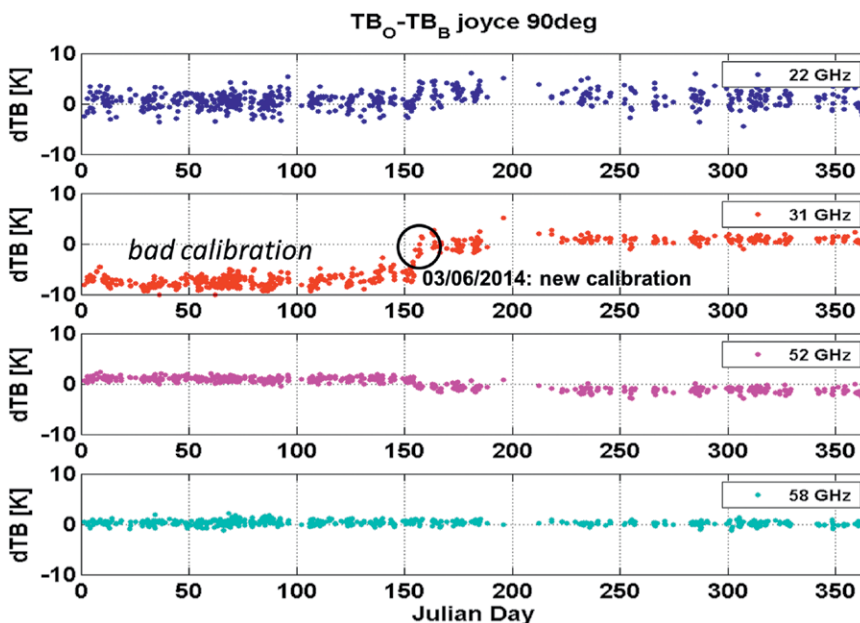 TB_O-TB_B joyce 90deg
10
0
-10
dTB [K]
22 GHz
0 50 100 150 200 250 300 350
10
0
-10
dTB [K]
31 GHz
bad calibration
03/06/2014: new calibration
0 50 100 150 200 250 300 350
10
0
-10
dTB [K]
52 GHz
0 50 100 150 200 250 300 350
10
0
-10
dTB [K]
58 GHz
0 50 100 150 200 250 300 350
Julian Day